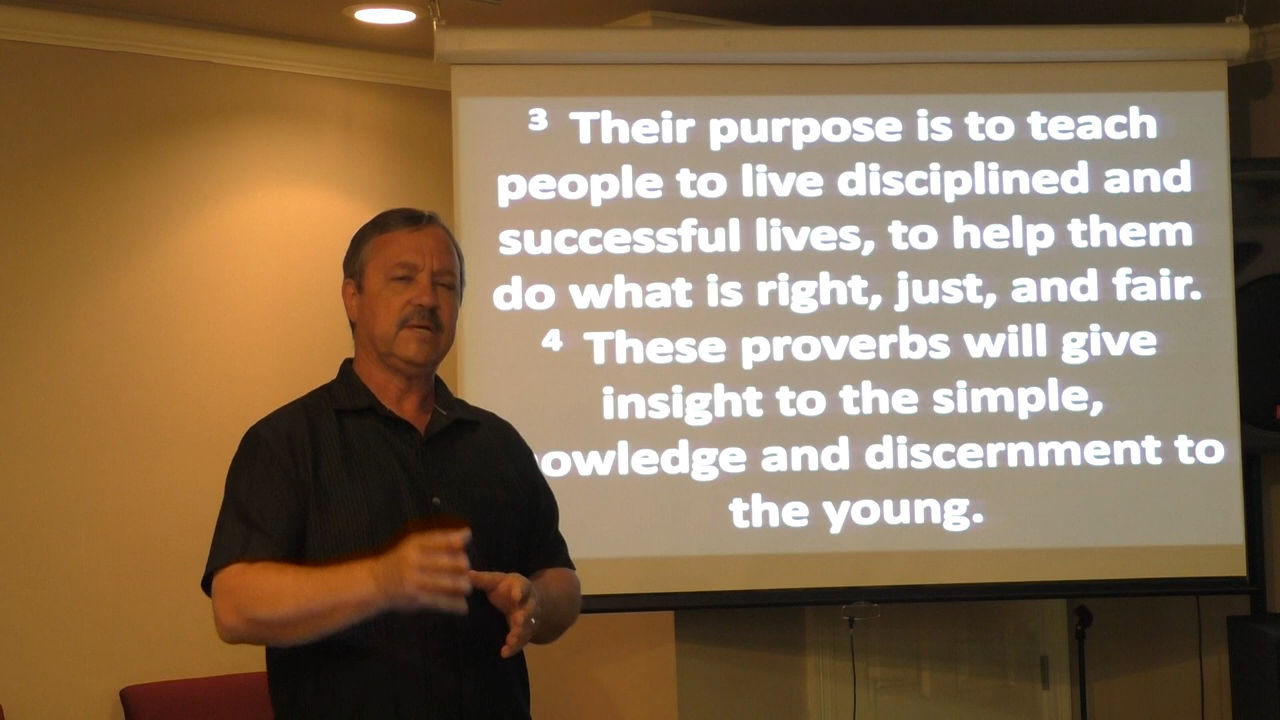 3 Their purpose is to teach
people to live disciplined and
successful lives, to help them
do what is right, just, and fair.
4 These proverbs will give
insight to the simple,
owledge and discernment to
the young.